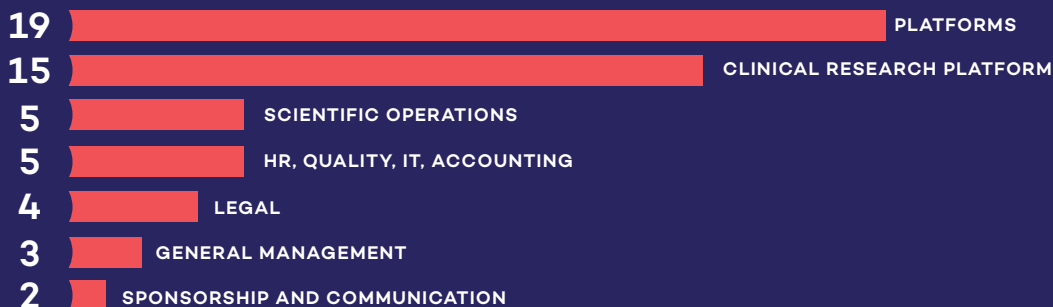 19 PLATFORMS
15 CLINICAL RESEARCH PLATFORM
5 SCIENTIFIC OPERATIONS
5 HR, QUALITY, IT, ACCOUNTING
4 LEGAL
3 GENERAL MANAGEMENT
2 SPONSORSHIP AND COMMUNICATION